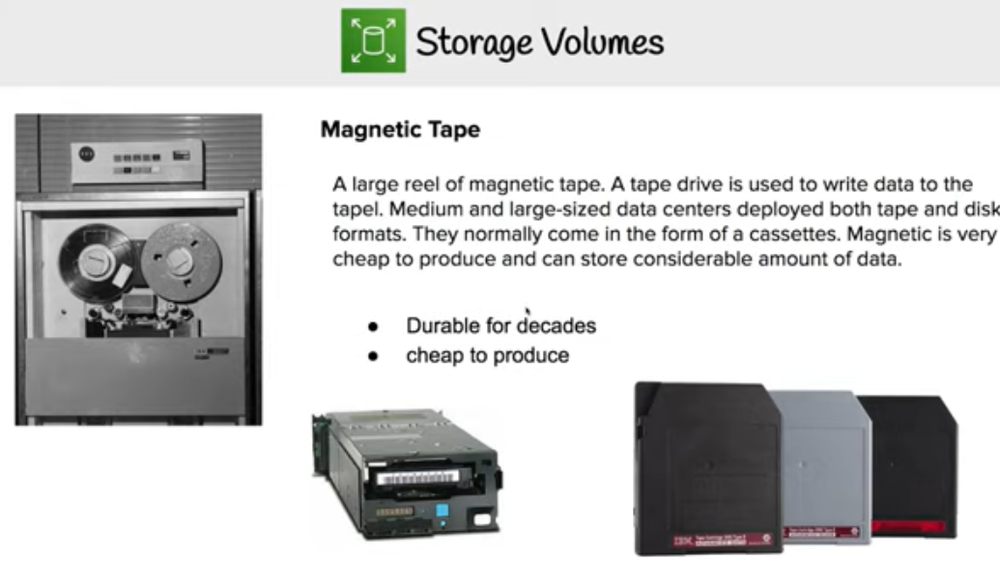 Storage Volumes
Magnetic Tape
A large reel of magnetic tape. A tape drive is used to write data to the
tapel. Medium and large-sized data centers deployed both tape and disk
formats. They normally come in the form of a cassettes. Magnetic is very
cheap to produce and can store considerable amount of data.
● Durable for decades
● cheap to produce
IBM